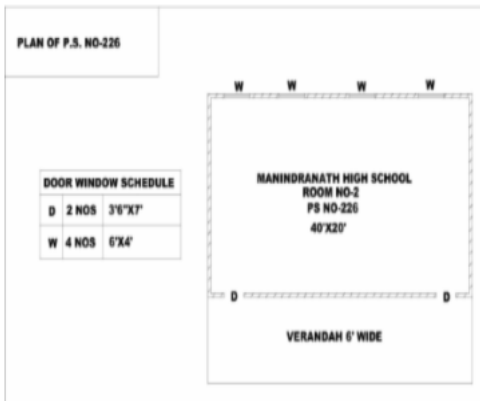 PLAN OF P.S. NO-226
W W W W
DOOR WINDOW SCHEDULE
D 2 NOS 3'6"X7'
W 4 NOS 6'X4'
MANINDRANATH HIGH SCHOOL
ROOM NO-2
PS NO-226
40'X20'
D D
VERANDAH 6' WIDE